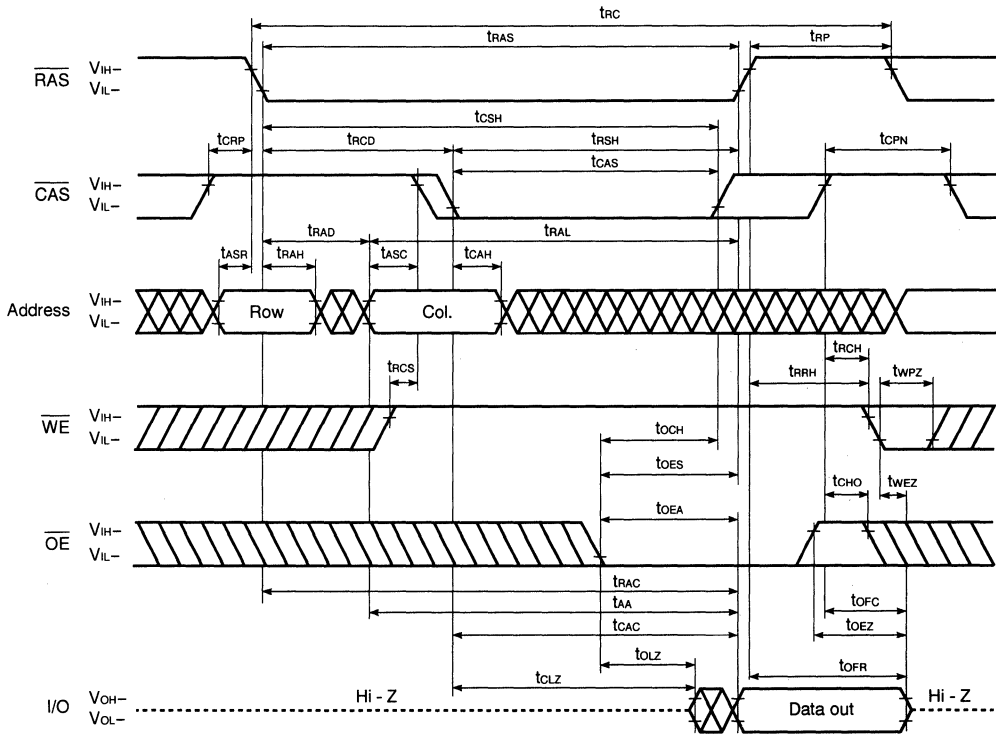 tRC
tRAS tRP
RAS VIH–
VIL–
tCSH
tCRP tRCD tRSH tCPN
tCAS
CAS VIH–
VIL–
tRAD tRAL
tASR tRAH tASC tCAH
Address VIH– Row Col.
VIL–
tRCH
tRCS tRRH tWPZ
WE VIH–
VIL–
tOCH
tOES
tCHO tWEZ
tOEA
OE VIH–
VIL–
tRAC
tAA tOFC
tCAC tOEZ
tOLZ
tOFR
tCLZ
I/O VOH– Hi - Z Data out Hi - Z
VOL–